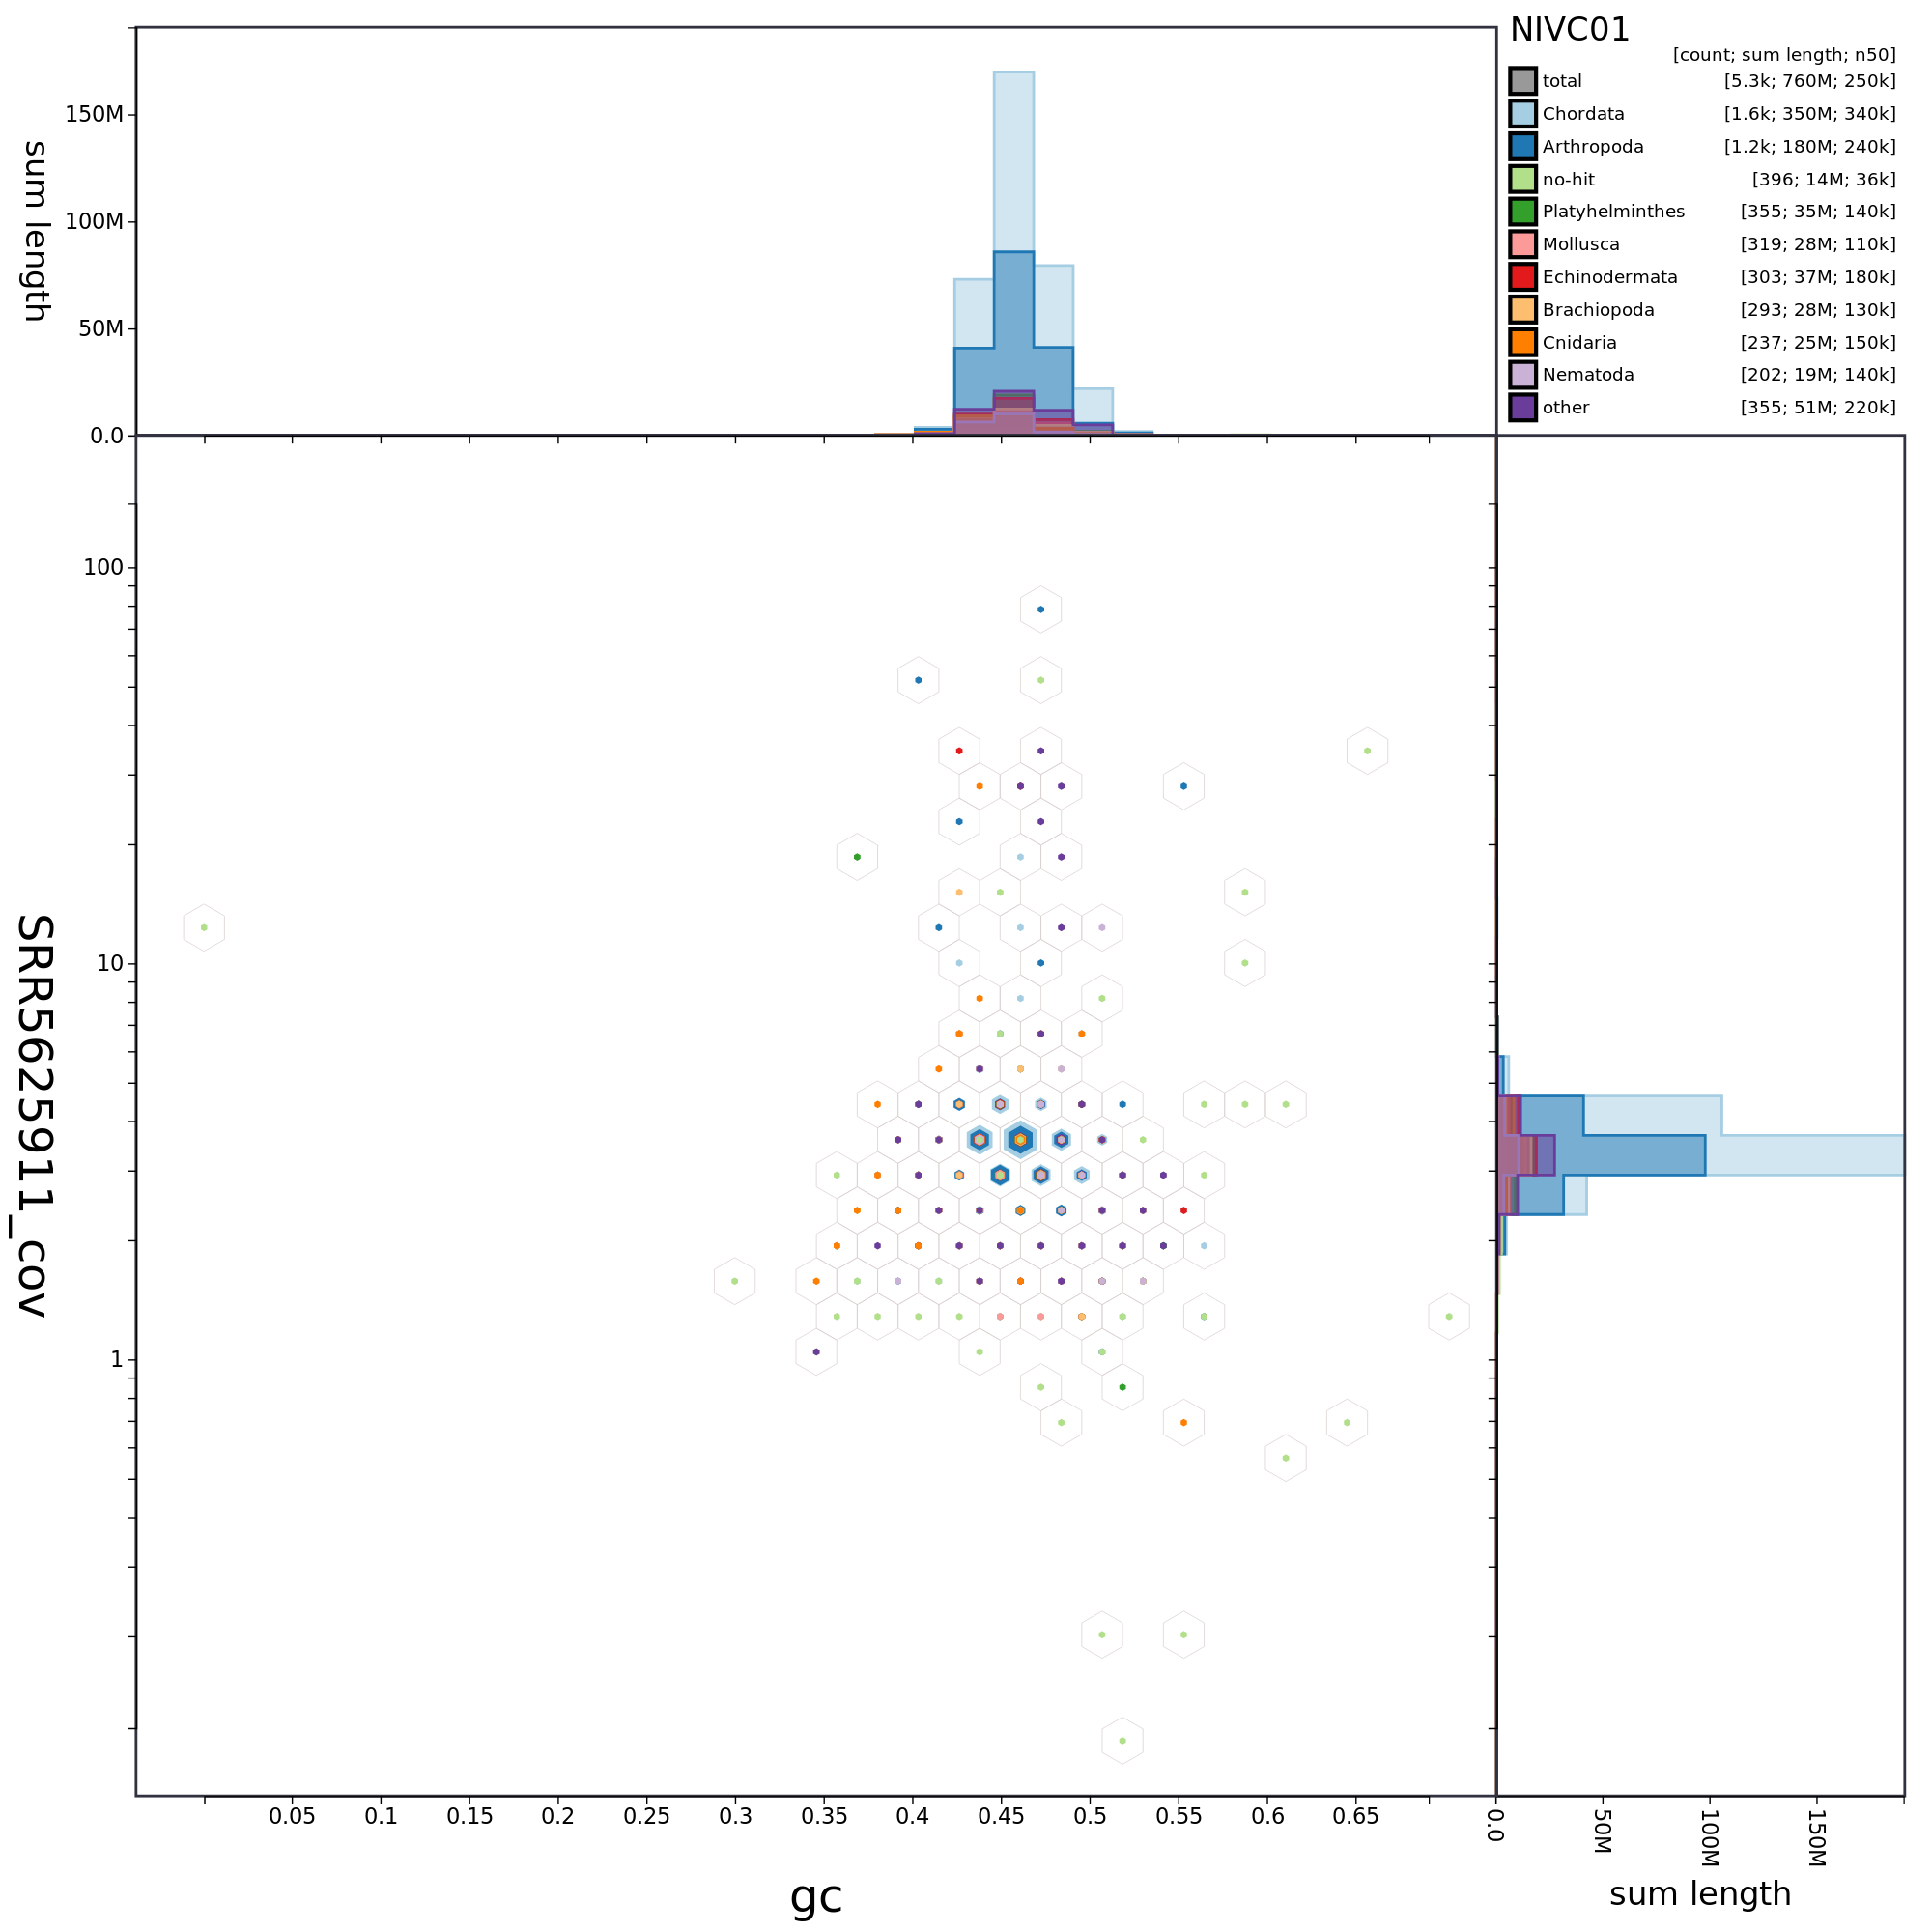 NIVC01
[count; sum length; n50]
total [5.3k; 760M; 250k]
Chordata [1.6k; 350M; 340k]
Arthropoda [1.2k; 180M; 240k]
no-hit [396; 14M; 36k]
Platyhelminthes [355; 35M; 140k]
Mollusca [319; 28M; 110k]
Echinodermata [303; 37M; 180k]
Brachiopoda [293; 28M; 130k]
Cnidaria [237; 25M; 150k]
Nematoda [202; 19M; 140k]
other [355; 51M; 220k]
sum length
150M
100M
50M
0.0
SRR5625911_cov
100
10
1
0.05 0.1 0.15 0.2 0.25 0.3 0.35 0.4 0.45 0.5 0.55 0.6 0.65
gc
0.0 50M 100M 150M
sum length